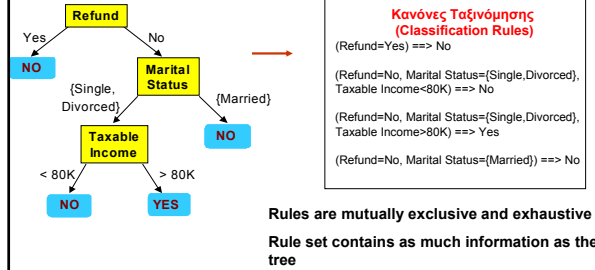 Refund
Yes
No
NO
Marital
Status
{Single,
Divorced}
{Married}
Taxable
Income
NO
< 80K
> 80K
NO
YES
Κανόνες Ταξινόμησης
(Classification Rules)
(Refund=Yes) ==> No
(Refund=No, Marital Status={Single,Divorced},
Taxable Income<80K) ==> No
(Refund=No, Marital Status={Single,Divorced},
Taxable Income>80K) ==> Yes
(Refund=No, Marital Status={Married}) ==> No
Rules are mutually exclusive and exhaustive
Rule set contains as much information as the
tree